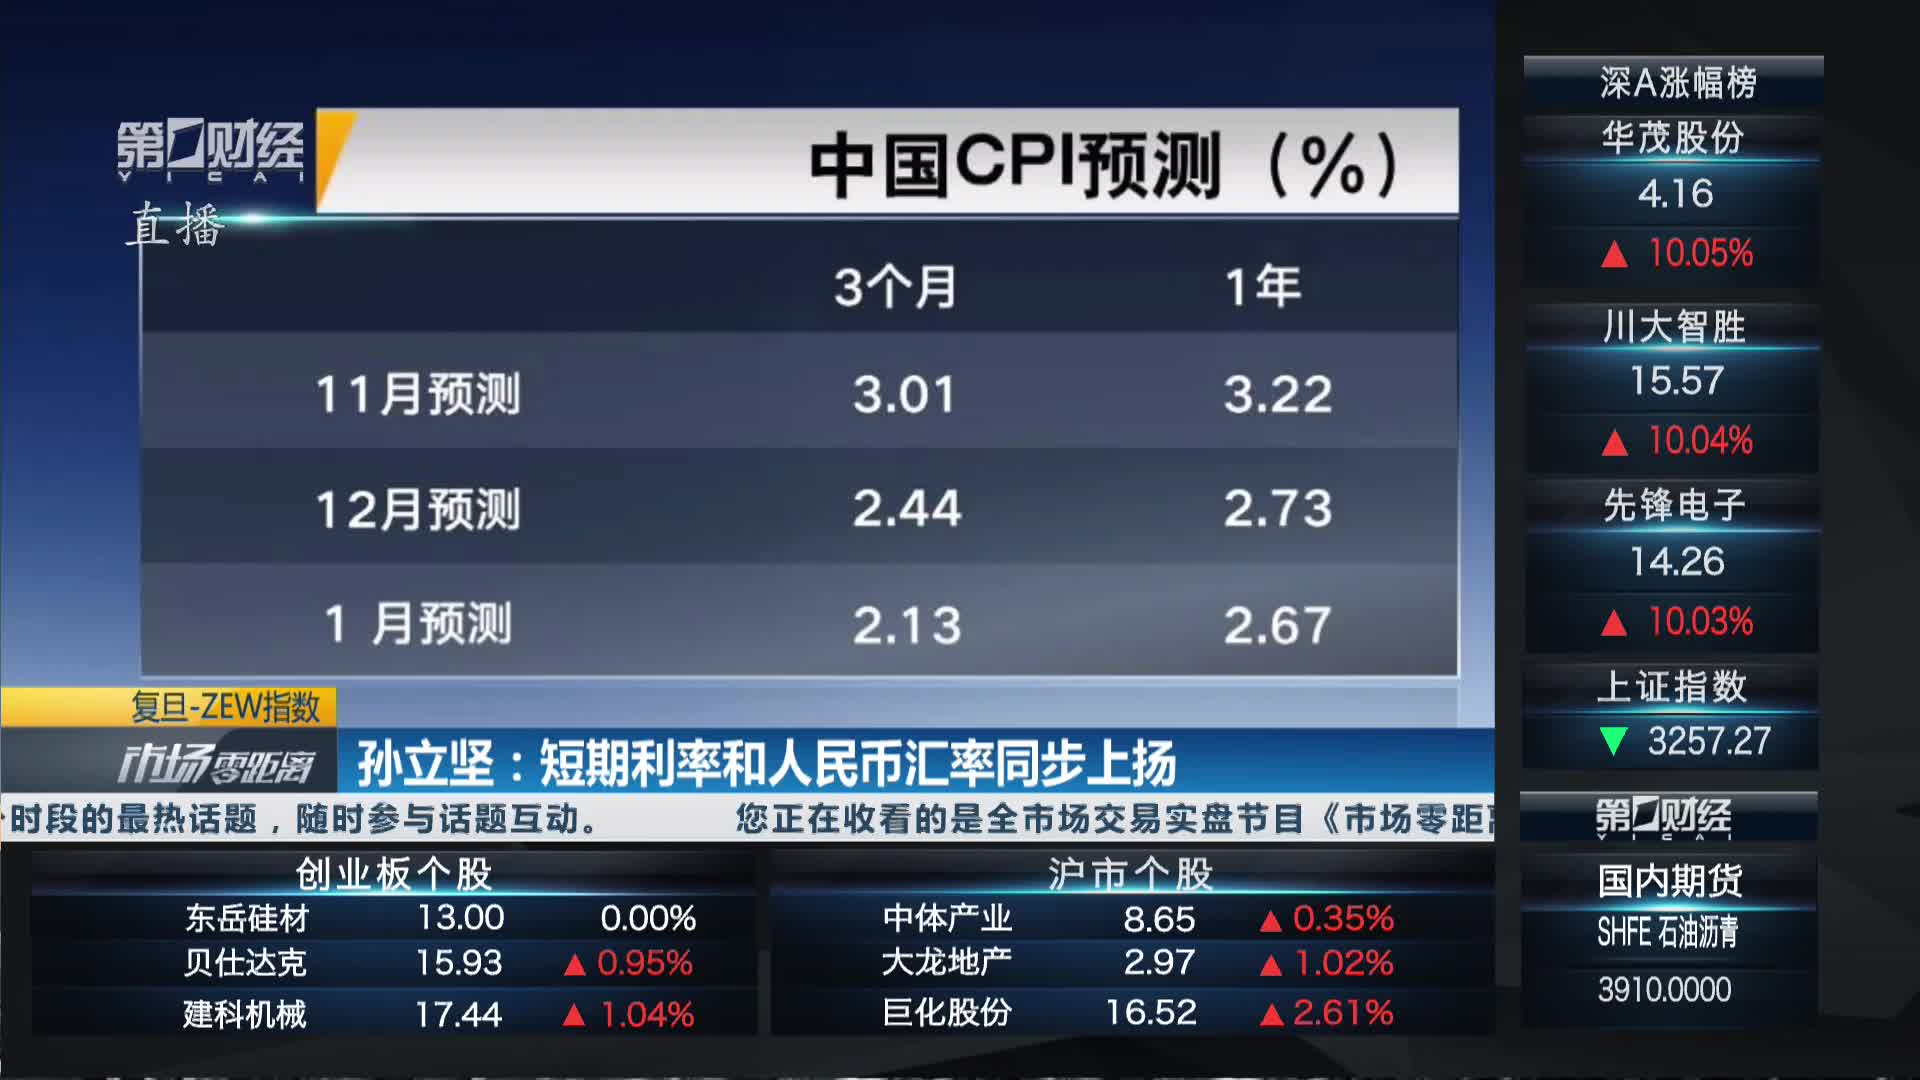 第一财经
YICAI
直播
中国CPI预测（%）
3个月 1年
11月预测 3.01 3.22
12月预测 2.44 2.73
1 月预测 2.13 2.67
复旦-ZEW指数
市场零距离
孙立坚：短期利率和人民币汇率同步上扬
时段的最热话题，随时参与话题互动。 您正在收看的是全市场交易实盘节目《市场零距离
创业板个股
东岳硅材 13.00 0.00%
贝仕达克 15.93 ▲ 0.95%
建科机械 17.44 ▲ 1.04%
沪市个股
中体产业 8.65 ▲ 0.35%
大龙地产 2.97 ▲ 1.02%
巨化股份 16.52 ▲ 2.61%
深A涨幅榜
华茂股份
4.16
▲ 10.05%
川大智胜
15.57
▲ 10.04%
先锋电子
14.26
▲ 10.03%
上证指数
▼ 3257.27
第一财经
YICAI
国内期货
SHFE 石油沥青
3910.0000